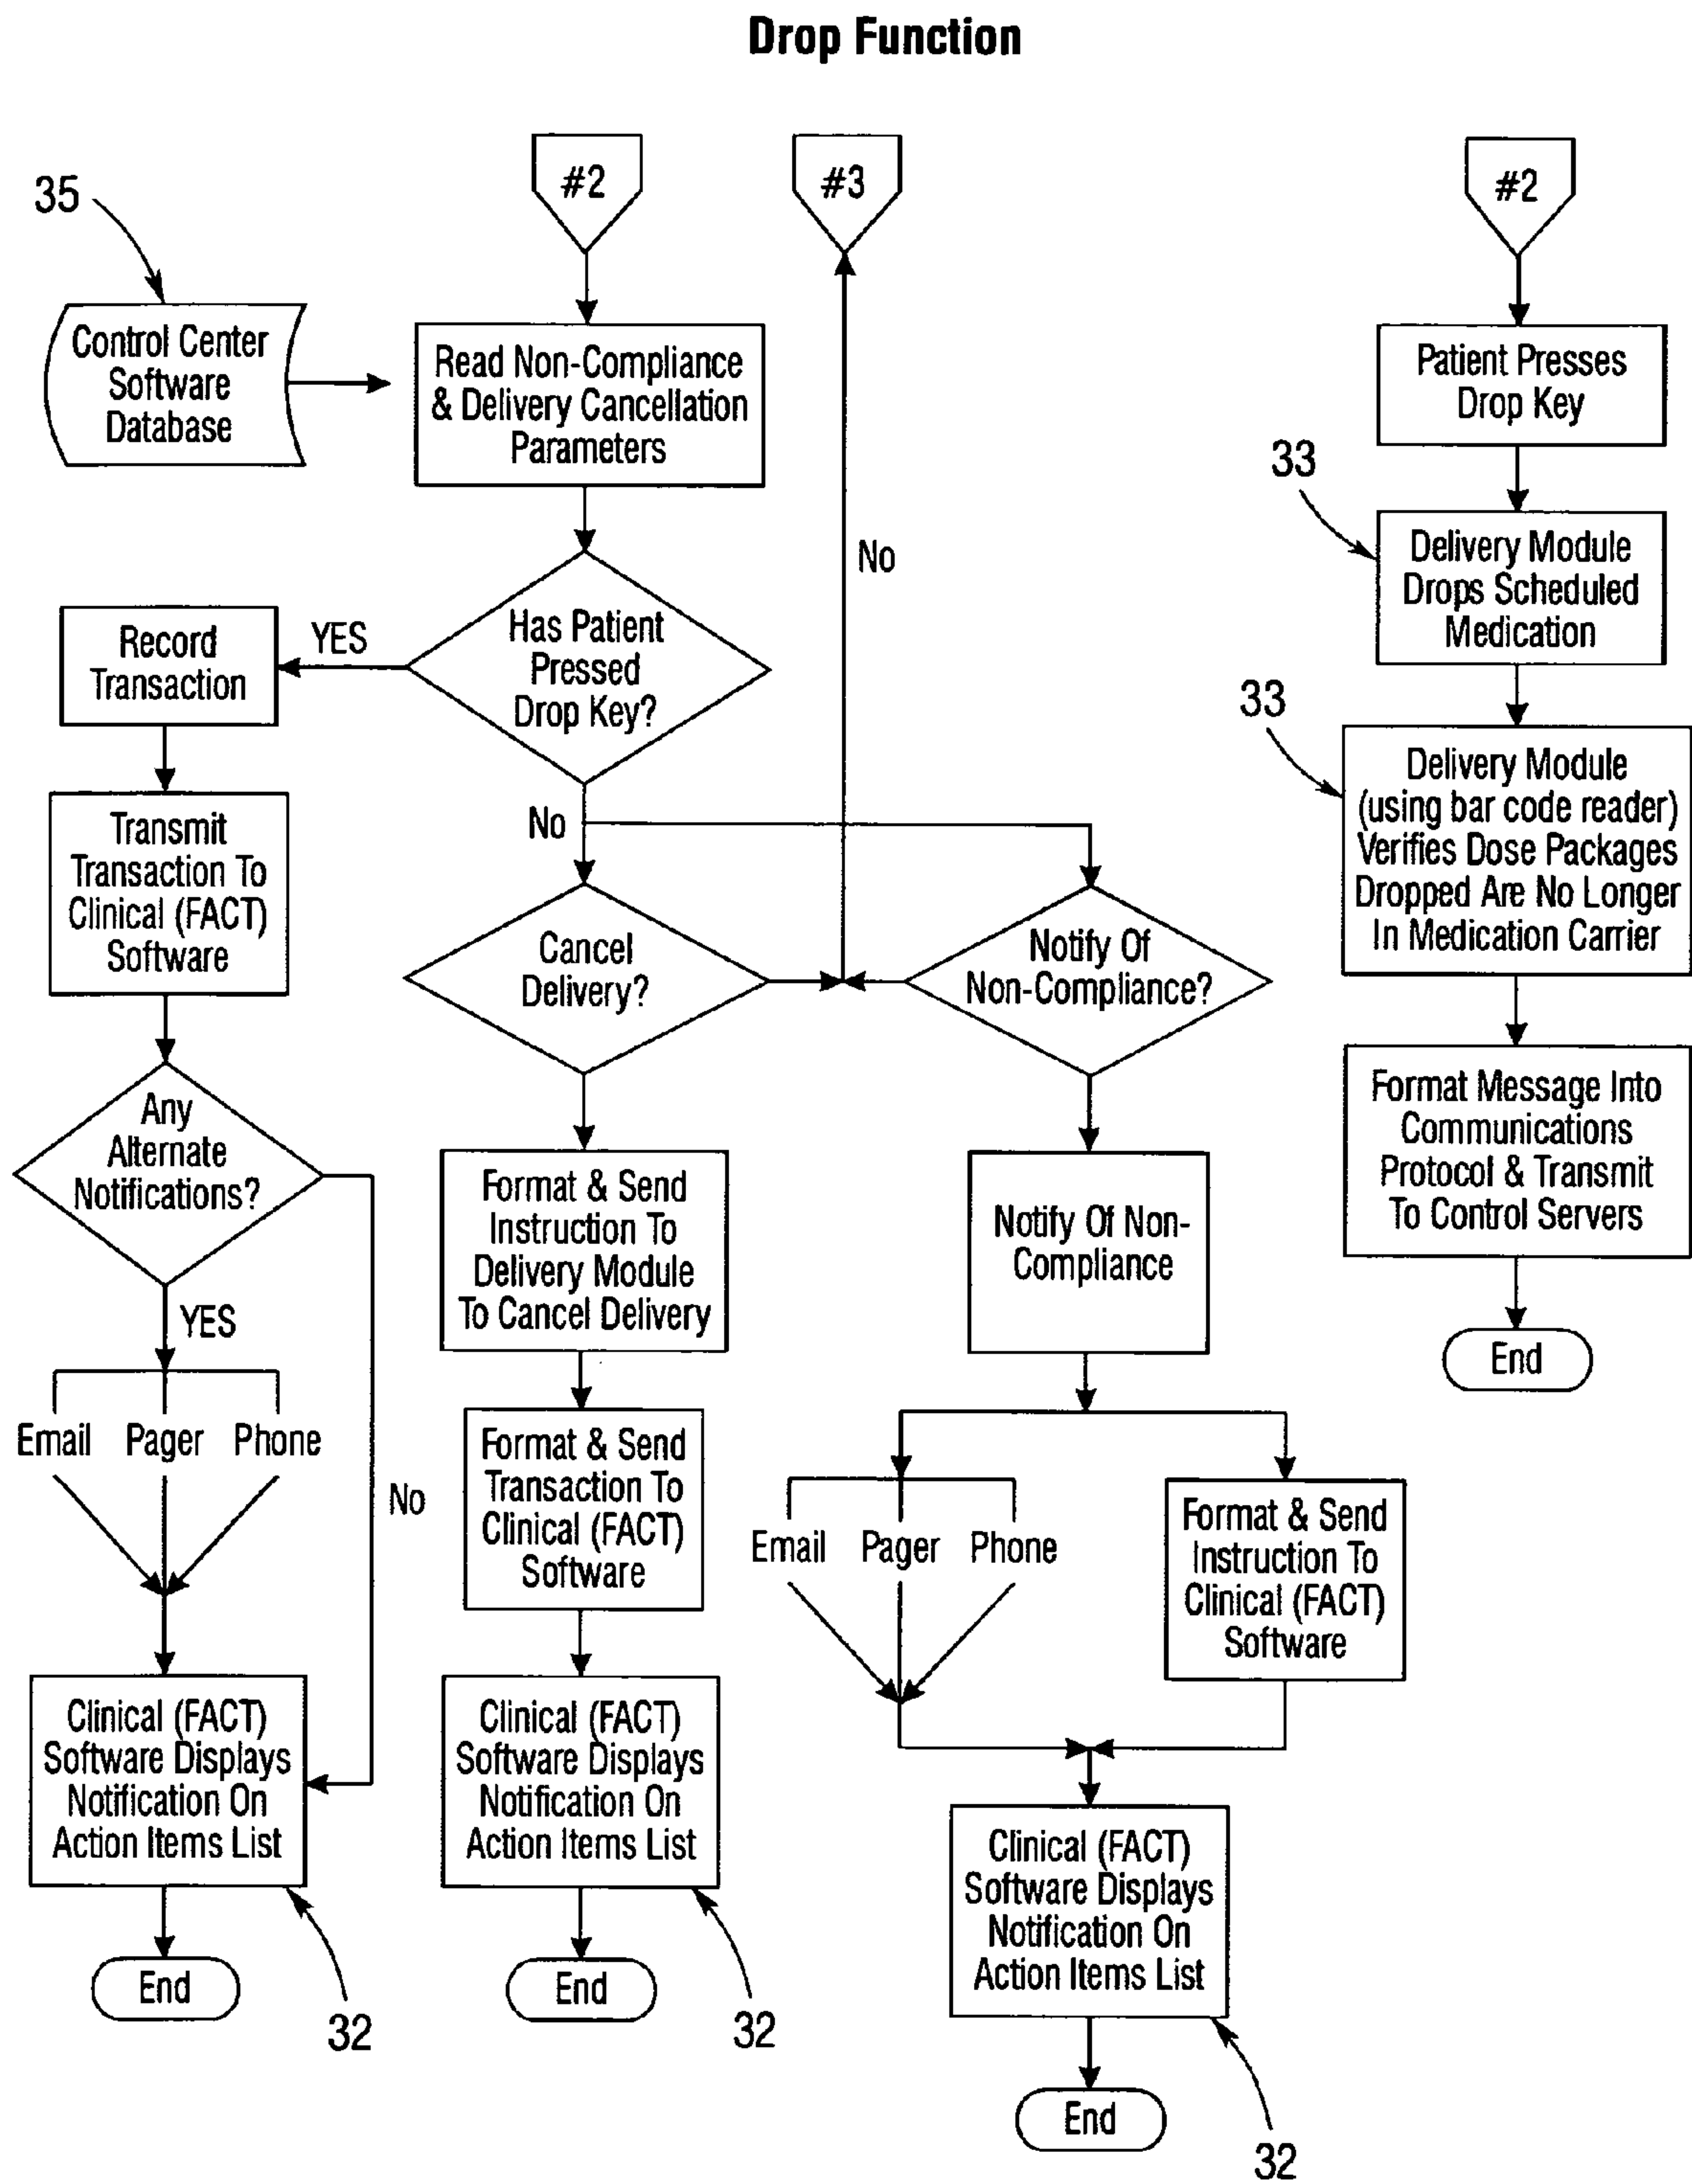 Drop Function
#2
#3
#2
35
Control Center
Software
Database
Read Non-Compliance
& Delivery Cancellation
Parameters
Patient Presses
Drop Key
33
Delivery Module
Drops Scheduled
Medication
No
Has Patient
Pressed
Drop Key?
YES
Record
Transaction
33
Delivery Module
(using bar code reader)
Verifies Dose Packages
Dropped Are No Longer
In Medication Carrier
Transmit
Transaction To
Clinical (FACT)
Software
No
Cancel
Delivery?
Notify Of
Non-Compliance?
Format Message Into
Communications
Protocol & Transmit
To Control Servers
End
Any
Alternate
Notifications?
YES
No
Email Pager Phone
Format & Send
Instruction To
Delivery Module
To Cancel Delivery
Notify Of Non-
Compliance
Format & Send
Transaction To
Clinical (FACT)
Software
Email Pager Phone
Format & Send
Instruction To
Clinical (FACT)
Software
Clinical (FACT)
Software Displays
Notification On
Action Items List
32
End
Clinical (FACT)
Software Displays
Notification On
Action Items List
32
End
Clinical (FACT)
Software Displays
Notification On
Action Items List
32
End